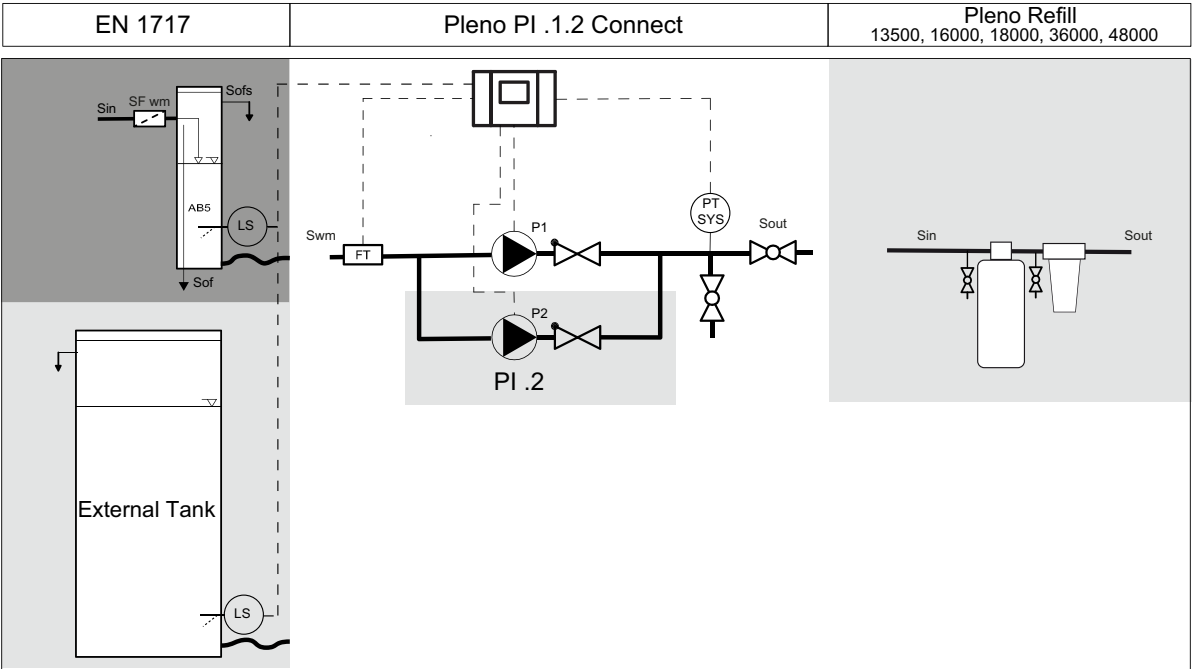 EN 1717
Pleno PI .1.2 Connect
Pleno Refill
13500, 16000, 18000, 36000, 48000
Sin
SF wm
Sofs
AB5
LS
Sof
External Tank
LS
Swm
FT
P1
P2
PI .2
PT
SYS
Sout
Sin
Sout